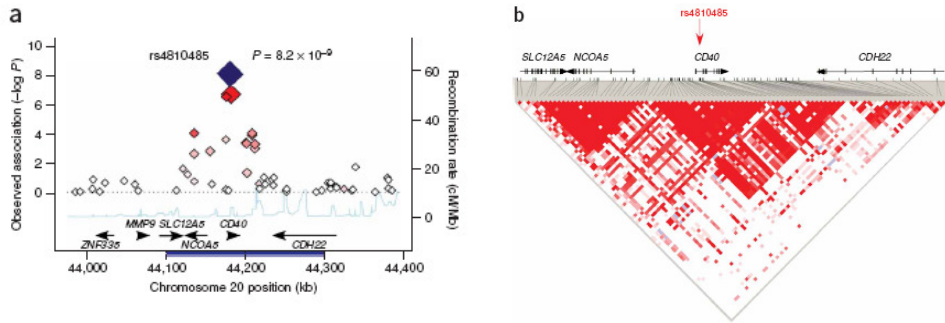 a
rs4810485 P = 8.2 × 10–9
Observed association (–log P)
10
8
6
4
2
0
Recombination rate (cM/Mb)
60
40
20
0
MMP9 SLC12A5 CD40
ZNF335 NCOA5 CDH22
44,000 44,100 44,200 44,300 44,400
Chromosome 20 position (kb)
b
rs4810485
SLC12A5 NCOA5 CD40 CDH22